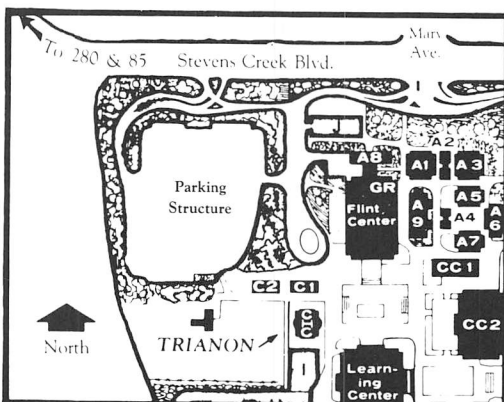 To 280 & 85
Stevens Creek Blvd.
Mary
Ave.
J
A2
A8
A1
A3
GR
Parking
Structure
Flint
Center
A
9
A5
A4
A
6
A7
CC1
C2
C1
CHC
CC2
North
TRIANON
I
Learn-
ing
Center